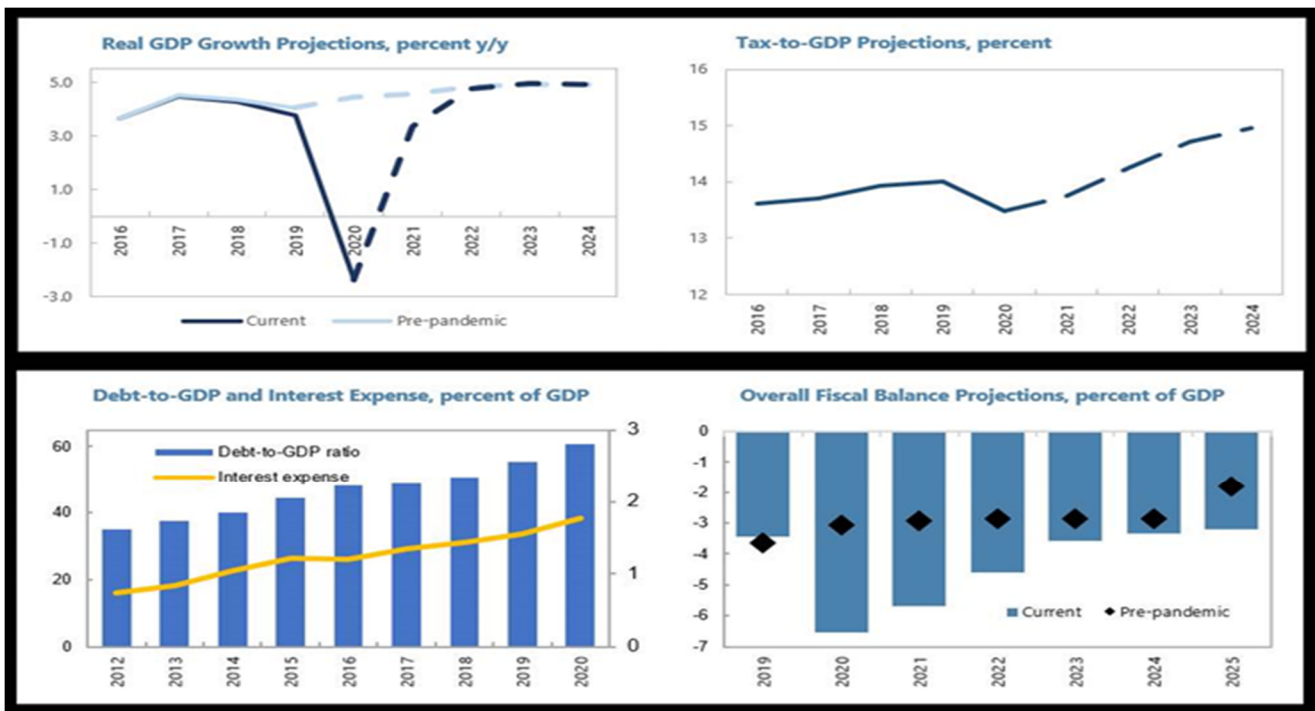 Real GDP Growth Projections, percent y/y
5.0
3.0
1.0
-1.0
-3.0
2016 2017 2018 2019 2020 2021 2022 2023 2024
Current Pre-pandemic
Tax-to-GDP Projections, percent
16
15
14
13
12
2016 2017 2018 2019 2020 2021 2022 2023 2024
Debt-to-GDP and Interest Expense, percent of GDP
60
40
20
0
Debt-to-GDP ratio
Interest expense
3
2
1
0
2012 2013 2014 2015 2016 2017 2018 2019 2020
Overall Fiscal Balance Projections, percent of GDP
0
-1
-2
-3
-4
-5
-6
-7
Current Pre-pandemic
2019 2020 2021 2022 2023 2024 2025